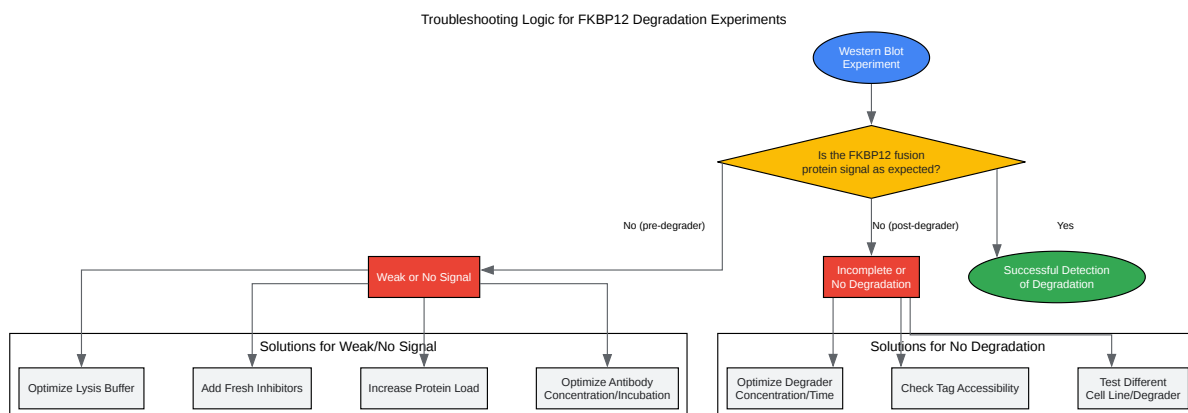 Troubleshooting Logic for FKBP12 Degradation Experiments
Western Blot
Experiment
Is the FKBP12 fusion
protein signal as expected?
No (pre-degrader)
No (post-degrader)
Yes
Weak or No Signal
Incomplete or
No Degradation
Successful Detection
of Degradation
Solutions for Weak/No Signal
Optimize Lysis Buffer
Add Fresh Inhibitors
Increase Protein Load
Optimize Antibody
Concentration/Incubation
Solutions for No Degradation
Optimize Degrader
Concentration/Time
Check Tag Accessibility
Test Different
Cell Line/Degrader